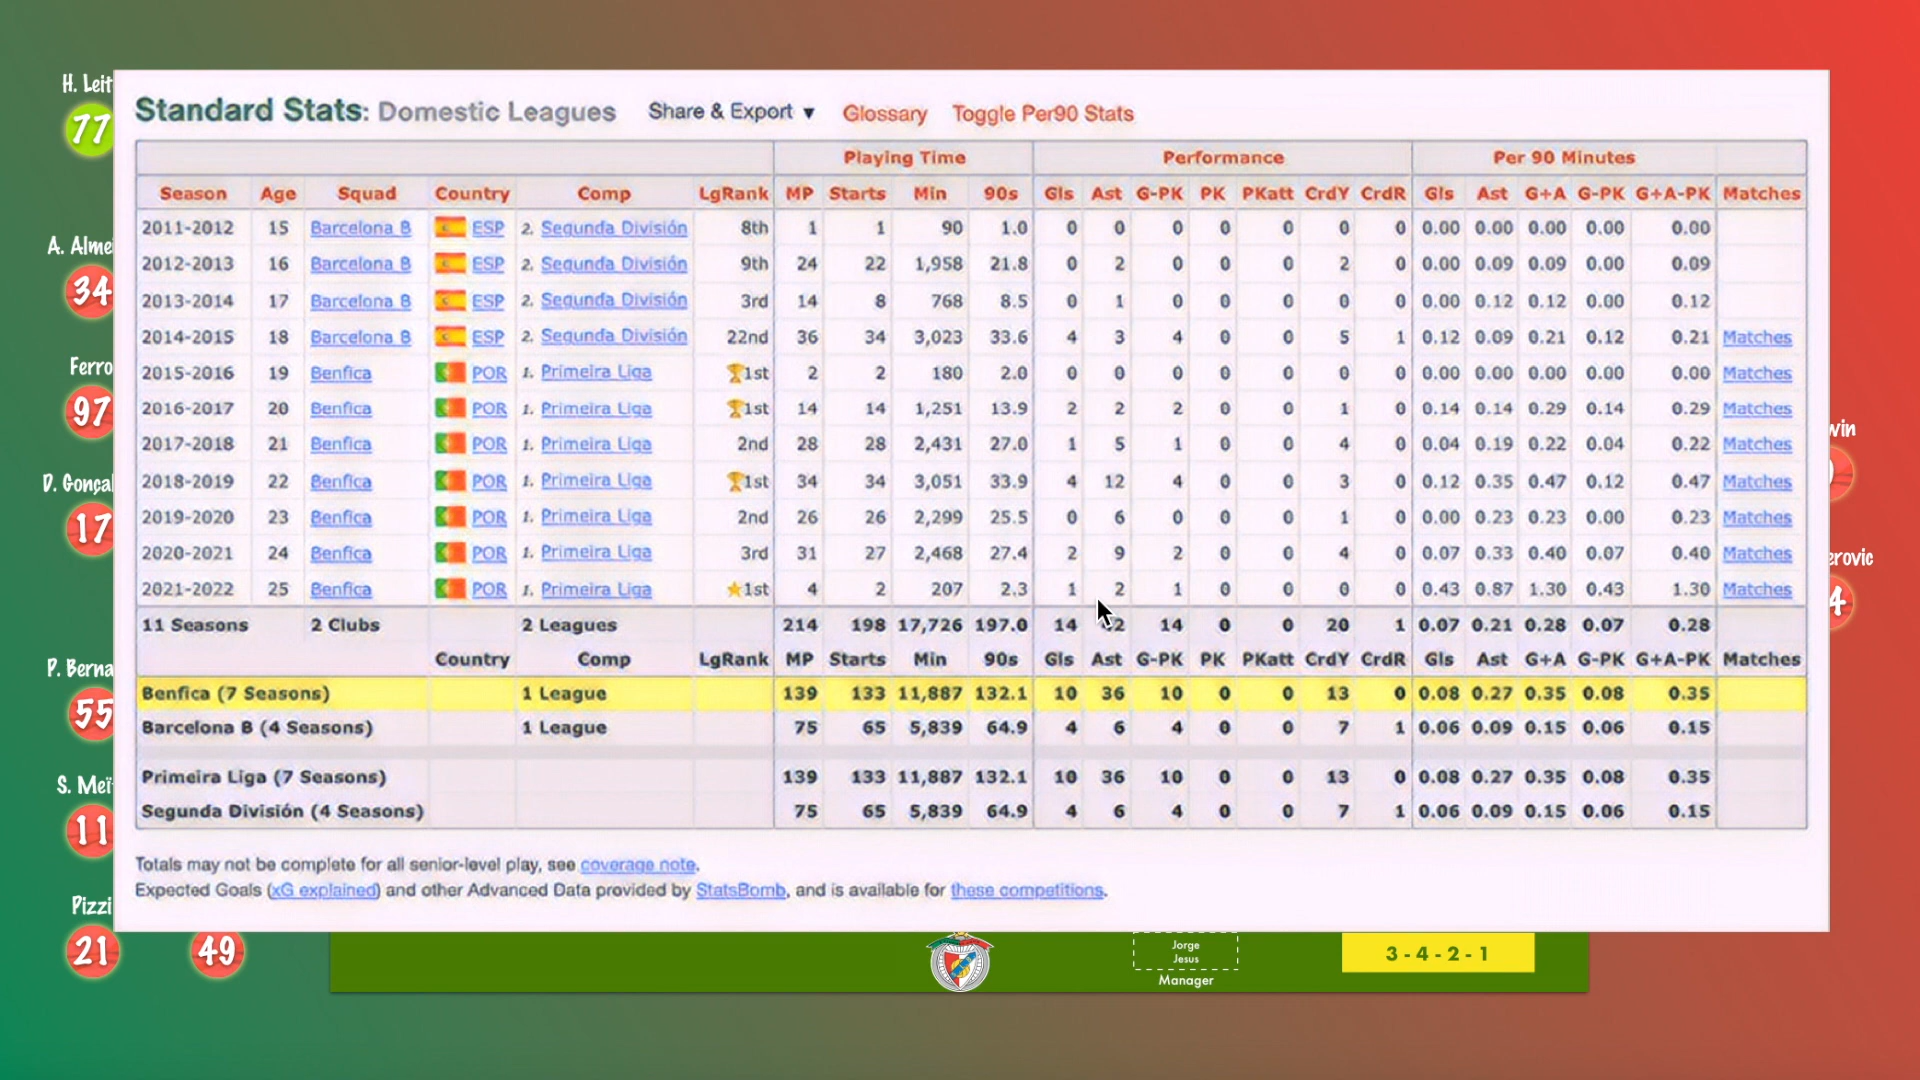 H. Leit
77
A. Alme
34
Ferro
97
D. Gonçal
17
P. Berna
55
S. Meï
11
Pizzi
21
49
Standard Stats: Domestic Leagues Share & Export ▼ Glossary Toggle Per90 Stats
Playing Time Performance Per 90 Minutes
Season Age Squad Country Comp LgRank MP Starts Min 90s Gls Ast G-PK PK PKatt CrdY CrdR Gls Ast G+A G-PK G+A-PK Matches
2011-2012 15 Barcelona B ESP 2. Segunda División 8th 1 1 90 1.0 0 0 0 0 0 0 0 0.00 0.00 0.00 0.00 0.00
2012-2013 16 Barcelona B ESP 2. Segunda División 9th 24 22 1,958 21.8 0 2 0 0 0 2 0 0.00 0.09 0.09 0.00 0.09
2013-2014 17 Barcelona B ESP 2. Segunda División 3rd 14 8 768 8.5 0 1 0 0 0 0 0 0.00 0.12 0.12 0.00 0.12
2014-2015 18 Barcelona B ESP 2. Segunda División 22nd 36 34 3,023 33.6 4 3 4 0 0 5 1 0.12 0.09 0.21 0.12 0.21 Matches
2015-2016 19 Benfica POR 1. Primeira Liga 1st 2 2 180 2.0 0 0 0 0 0 0 0 0.00 0.00 0.00 0.00 0.00 Matches
2016-2017 20 Benfica POR 1. Primeira Liga 1st 14 14 1,251 13.9 2 2 2 0 0 1 0 0.14 0.14 0.29 0.14 0.29 Matches
2017-2018 21 Benfica POR 1. Primeira Liga 2nd 28 28 2,431 27.0 1 5 1 0 0 4 0 0.04 0.19 0.22 0.04 0.22 Matches
2018-2019 22 Benfica POR 1. Primeira Liga 1st 34 34 3,051 33.9 4 12 4 0 0 3 0 0.12 0.35 0.47 0.12 0.47 Matches
2019-2020 23 Benfica POR 1. Primeira Liga 2nd 26 26 2,299 25.5 0 6 0 0 0 1 0 0.00 0.23 0.23 0.00 0.23 Matches
2020-2021 24 Benfica POR 1. Primeira Liga 3rd 31 27 2,468 27.4 2 9 2 0 0 4 0 0.07 0.33 0.40 0.07 0.40 Matches
2021-2022 25 Benfica POR 1. Primeira Liga 1st 4 2 207 2.3 1 2 1 0 0 0 0 0.43 0.87 1.30 0.43 1.30 Matches
11 Seasons 2 Clubs 2 Leagues 214 198 17,726 197.0 14 2 14 0 0 20 1 0.07 0.21 0.28 0.07 0.28
Country Comp LgRank MP Starts Min 90s Gls Ast G-PK PK PKatt CrdY CrdR Gls Ast G+A G-PK G+A-PK Matches
Benfica (7 Seasons) 1 League 139 133 11,887 132.1 10 36 10 0 0 13 0 0.08 0.27 0.35 0.08 0.35
Barcelona B (4 Seasons) 1 League 75 65 5,839 64.9 4 6 4 0 0 7 1 0.06 0.09 0.15 0.06 0.15
Primeira Liga (7 Seasons) 139 133 11,887 132.1 10 36 10 0 0 13 0 0.08 0.27 0.35 0.08 0.35
Segunda División (4 Seasons) 75 65 5,839 64.9 4 6 4 0 0 7 1 0.06 0.09 0.15 0.06 0.15
Totals may not be complete for all senior-level play, see coverage note.
Expected Goals (xG explained) and other Advanced Data provided by StatsBomb, and is available for these competitions.
win
erovic
4
Jorge
Jesus
Manager
3-4-2-1